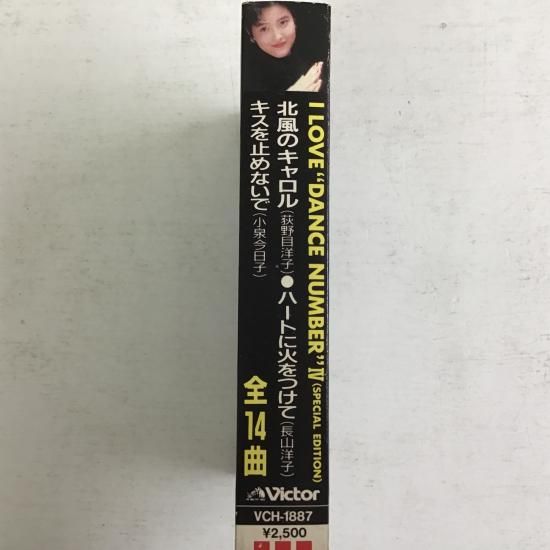 I LOVE “DANCE NUMBER” Ⅳ (SPECIAL EDITION)
北風のキャロル(荻野目洋子)●ハートに火をつけて(長山洋子)
キスを止めないで(小泉今日子)
全14曲
Victor
VCH-1887
¥2,500